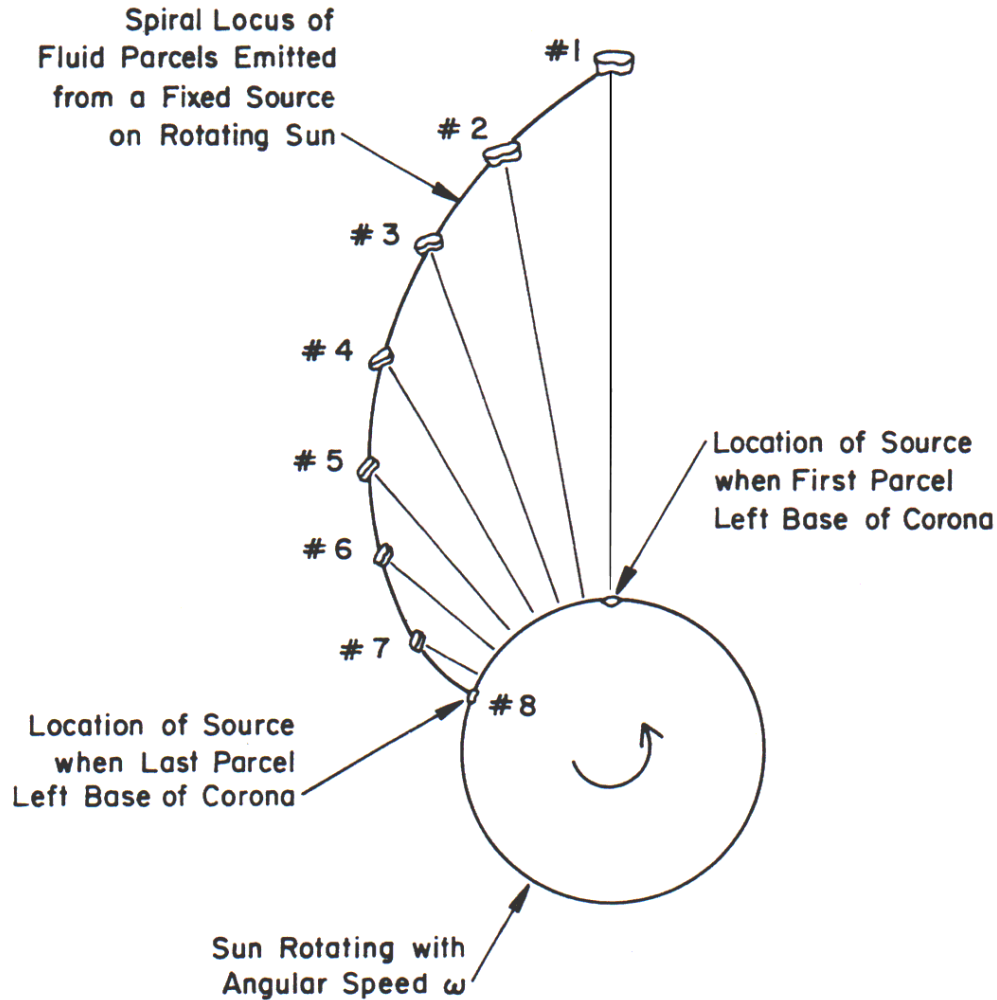 Spiral Locus of
Fluid Parcels Emitted
from a Fixed Source
on Rotating Sun
#1
#2
#3
#4
#5
#6
#7
#8
Location of Source
when First Parcel
Left Base of Corona
Location of Source
when Last Parcel
Left Base of Corona
Sun Rotating with
Angular Speed ω